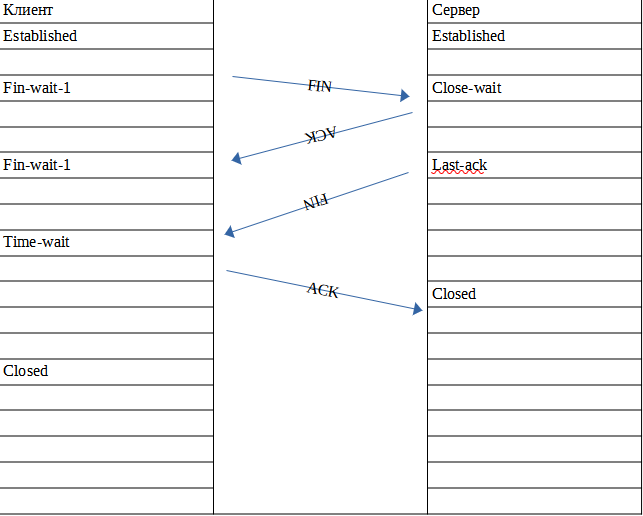 Клиент
Сервер
Established
Established
FIN
Fin-wait-1
Close-wait
ACK
Fin-wait-1
Last-ack
FIN
Time-wait
ACK
Closed
Closed